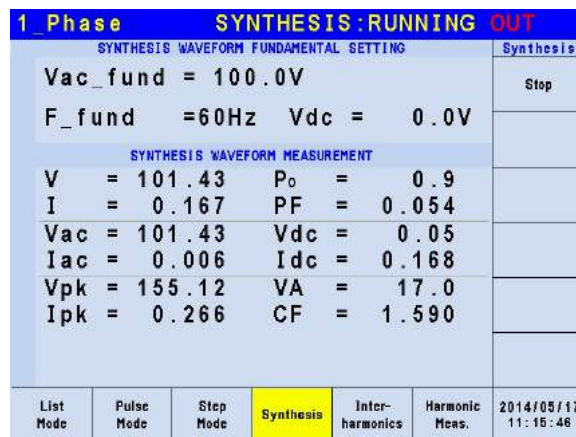 1_Phase SYNTHESIS:RUNNING OUT
SYNTHESIS WAVEFORM FUNDAMENTAL SETTING Synthesis
Vac_fund = 100.0V Stop
F_fund =60Hz Vdc = 0.0V
SYNTHESIS WAVEFORM MEASUREMENT
V = 101.43 Po = 0.9
I = 0.167 PF = 0.054
Vac = 101.43 Vdc = 0.05
Iac = 0.006 Idc = 0.168
Vpk = 155.12 VA = 17.0
Ipk = 0.266 CF = 1.590
List Mode
Pulse Mode
Step Mode
Synthesis
Inter-harmonics
Harmonic Meas.
2014/05/17
11:15:46